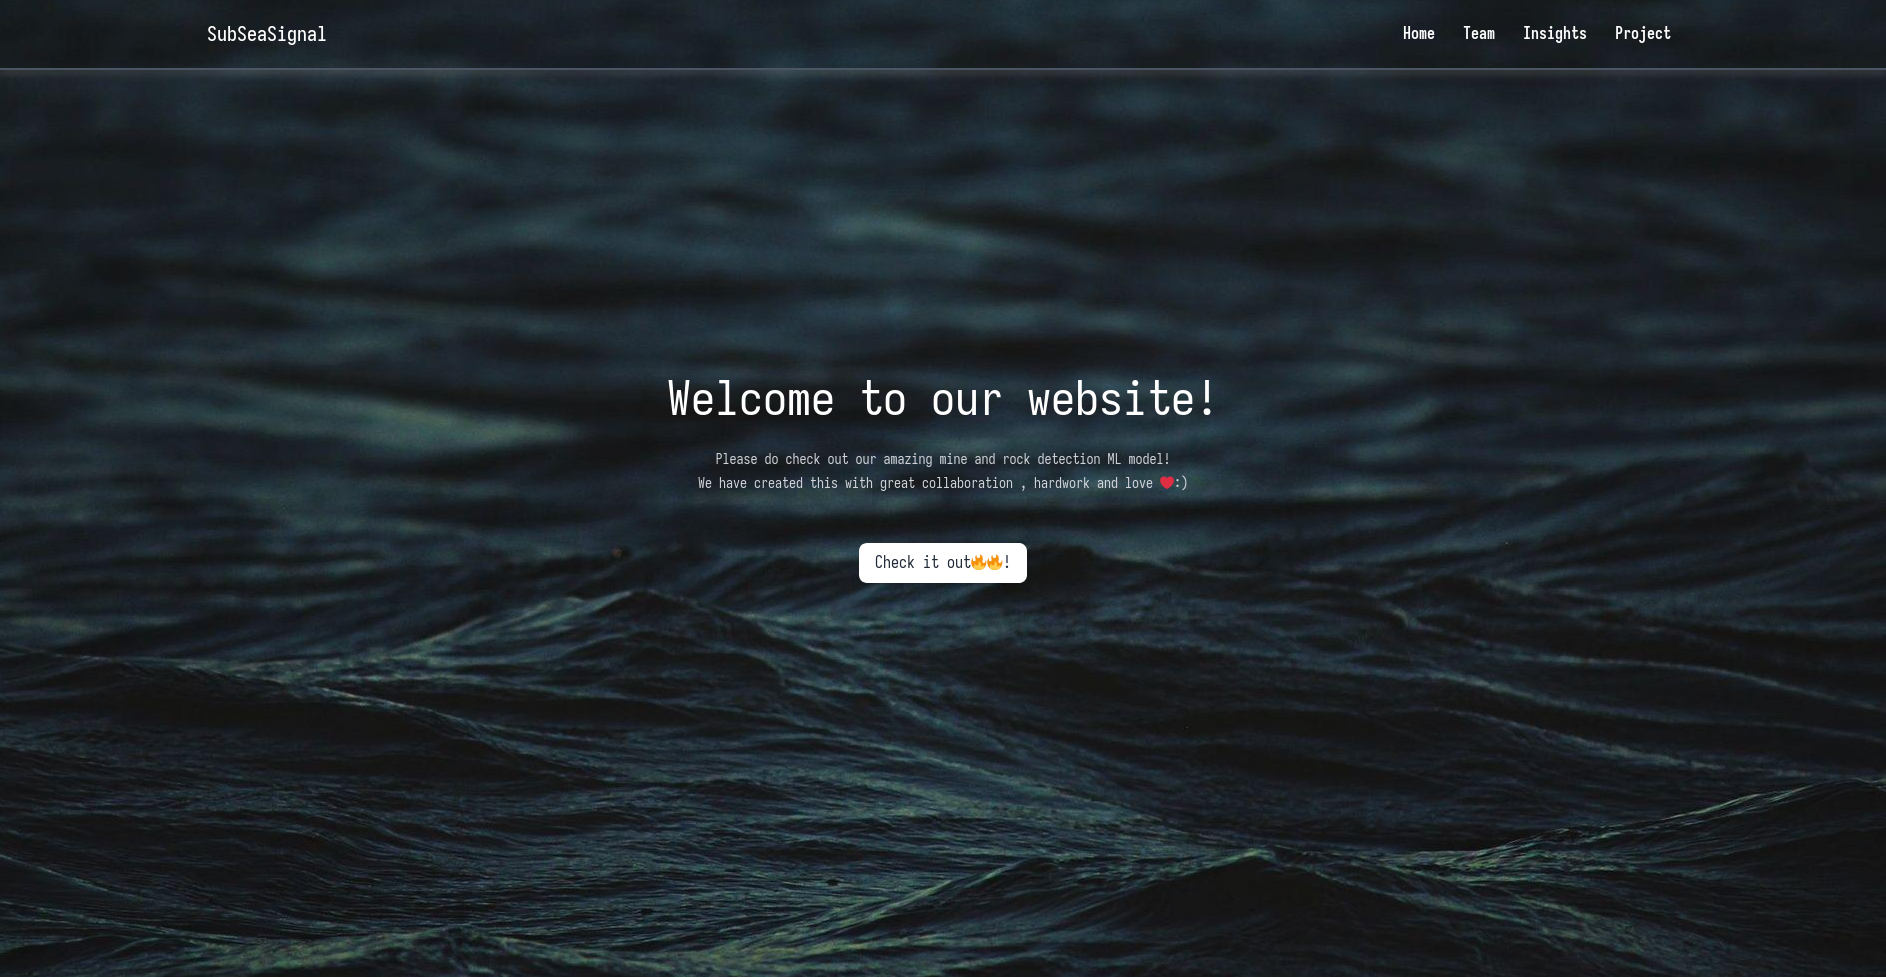 SubSeaSignal
Home Team Insights Project
Welcome to our website!
Please do check out our amazing mine and rock detection ML model!
We have created this with great collaboration , hardwork and love ❤️:)
Check it out🔥🔥!